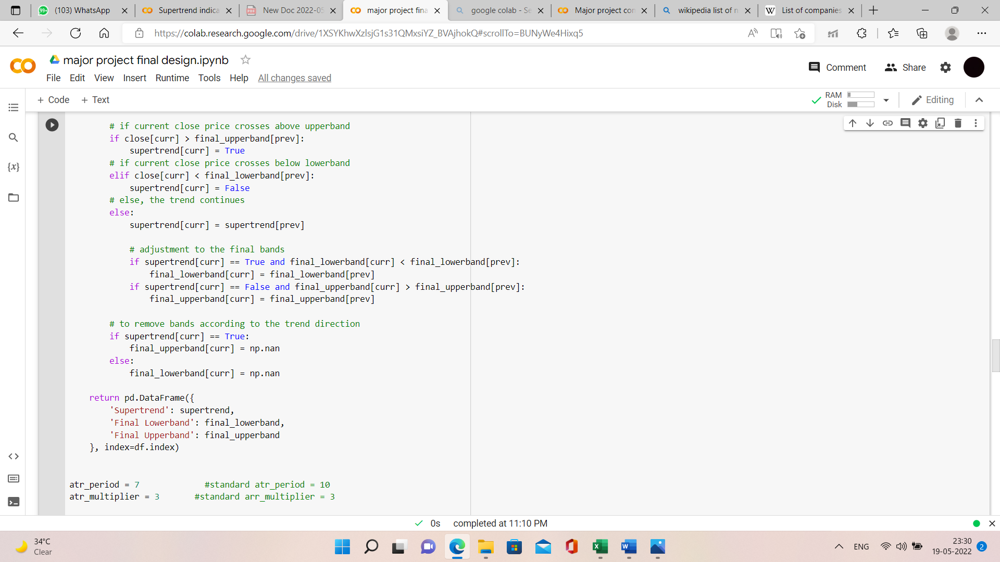 (103) WhatsApp
Supertrend indica
New Doc 2022-05
major project fina
google colab - Se
Major project con
wikipedia list of n
List of companies
https://colab.research.google.com/drive/1XSYKhwXzlsjG1s31QMxsiYZ_BVAjhokQ#scrollTo=BUNyWe4Hixq5
major project final design.ipynb
Comment
Share
File Edit View Insert Runtime Tools Help All changes saved
+ Code + Text
RAM
Disk
Editing
# if current close price crosses above upperband
if close[curr] > final_upperband[prev]:
supertrend[curr] = True
# if current close price crosses below lowerband
elif close[curr] < final_lowerband[prev]:
supertrend[curr] = False
# else, the trend continues
else:
supertrend[curr] = supertrend[prev]
# adjustment to the final bands
if supertrend[curr] == True and final_lowerband[curr] < final_lowerband[prev]:
final_lowerband[curr] = final_lowerband[prev]
if supertrend[curr] == False and final_upperband[curr] > final_upperband[prev]:
final_upperband[curr] = final_upperband[prev]
# to remove bands according to the trend direction
if supertrend[curr] == True:
final_upperband[curr] = np.nan
else:
final_lowerband[curr] = np.nan
return pd.DataFrame({
'Supertrend': supertrend,
'Final Lowerband': final_lowerband,
'Final Upperband': final_upperband
}, index=df.index)
atr_period = 7 #standard atr_period = 10
atr_multiplier = 3 #standard arr_multiplier = 3
0s completed at 11:10 PM
34°C
Clear
ENG
23:30
19-05-2022
2